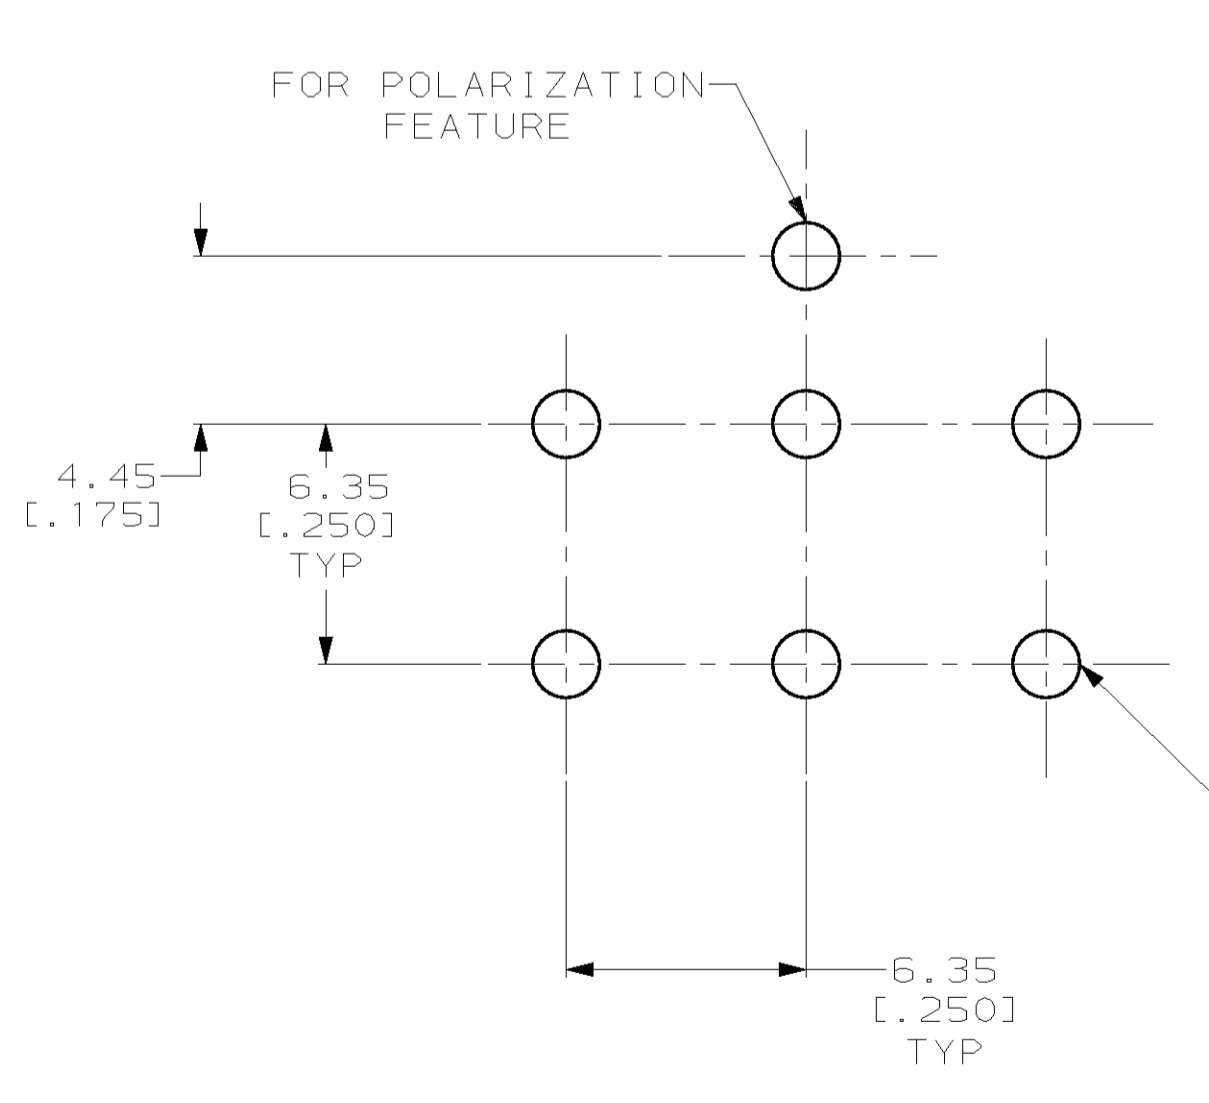 FOR POLARIZATION
FEATURE
4.45
[.175]
6.35
[.250]
TYP
6.35
[.250]
TYP